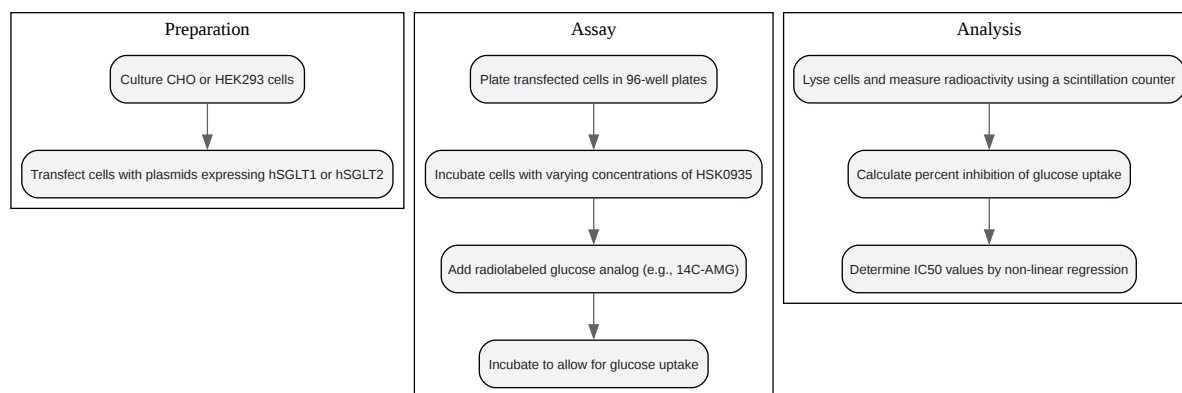 Preparation
Culture CHO or HEK293 cells
Transfect cells with plasmids expressing hSGLT1 or hSGLT2
Assay
Plate transfected cells in 96-well plates
Incubate cells with varying concentrations of HSK0935
Add radiolabeled glucose analog (e.g., 14C-AMG)
Incubate to allow for glucose uptake
Analysis
Lyse cells and measure radioactivity using a scintillation counter
Calculate percent inhibition of glucose uptake
Determine IC50 values by non-linear regression